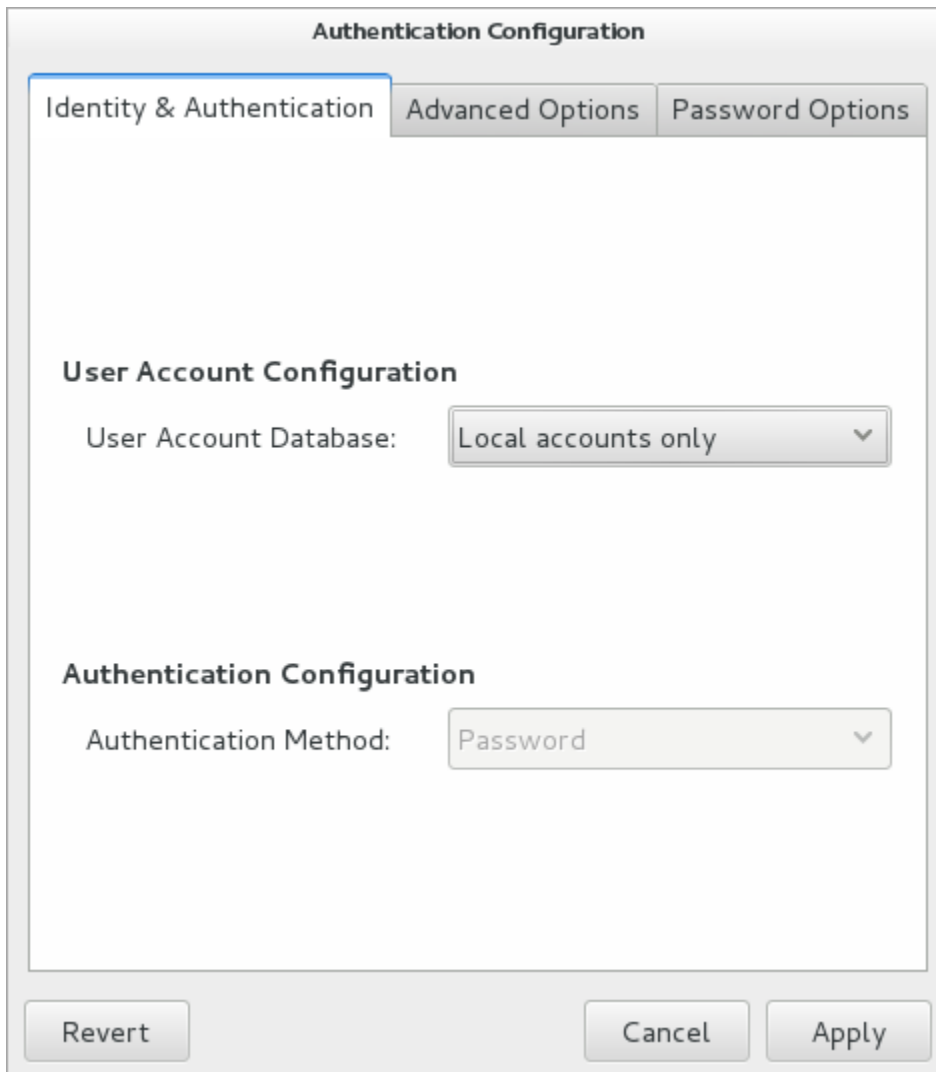 Authentication Configuration
Identity & Authentication Advanced Options Password Options
User Account Configuration
User Account Database: Local accounts only
Authentication Configuration
Authentication Method: Password
Revert Cancel Apply